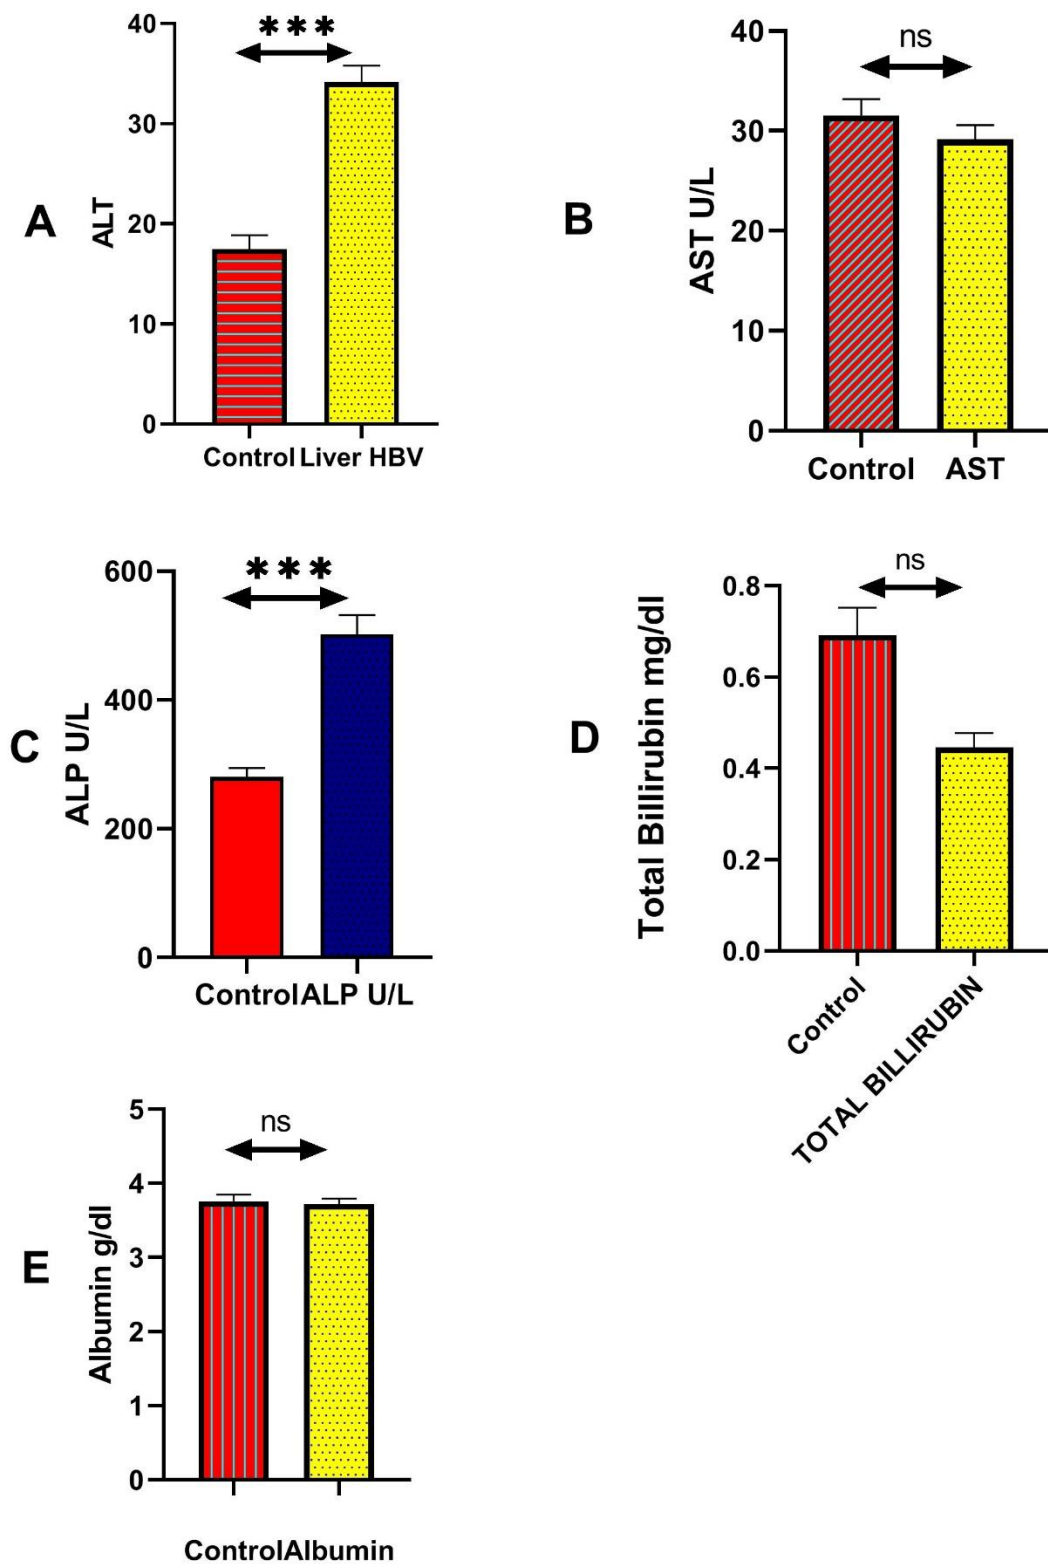 A
ALT
40
30
20
10
0
***
Control Liver HBV
B
AST U/L
40
30
20
10
0
ns
Control AST
C
ALP U/L
600
400
200
0
***
Control ALP U/L
D
Total Billirubin mg/dl
0.8
0.6
0.4
0.2
0.0
ns
Control
TOTAL BILLIRUBIN
E
Albumin g/dl
5
4
3
2
1
0
ns
Control Albumin